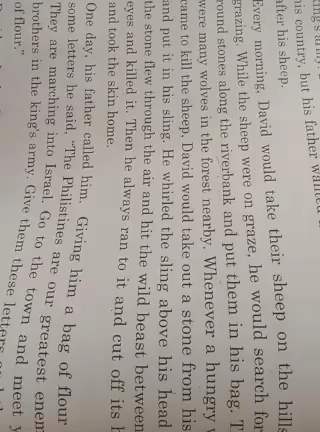 his country, but his father wanted
after his sheep.
Every morning, David would take their sheep on the hills
grazing. While the sheep were on graze, he would search for
round stones along the riverbank and put them in his bag. T
were many wolves in the forest nearby. Whenever a hungry
came to kill the sheep, David would take out a stone from his
and put it in his sling. He whirled the sling above his head
the stone flew through the air and hit the wild beast between
eyes and killed it. Then he always ran to it and cut off its
and took the skin home.
One day, his father called him. Giving him a bag of flour
some letters he said, "The Philistines are our greatest enem
They are marching into Israel. Go to the town and meet y
brothers in the king's army. Give them these letters
of flour."